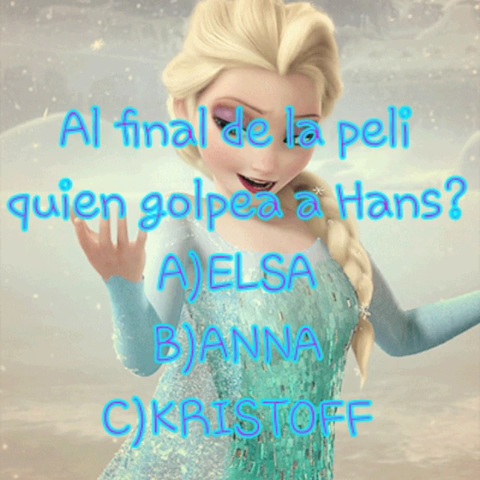 Al final de la peli
quien golpea a Hans?
A)ELSA
B)ANNA
C)KRISTOFF